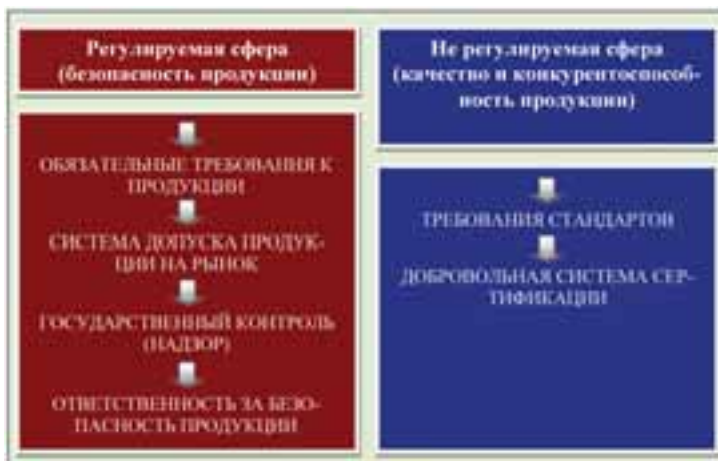 Регулируемая сфера
(безопасность продукции)
ОБЯЗАТЕЛЬНЫЕ ТРЕБОВАНИЯ К
ПРОДУКЦИИ
СИСТЕМА ДОПУСКА ПРОДУК-
ЦИИ НА РЫНОК
ГОСУДАРСТВЕННЫЙ КОНТРОЛЬ
(НАДЗОР)
ОТВЕТСТВЕННОСТЬ ЗА БЕЗО-
ПАСНОСТЬ ПРОДУКЦИИ
Не регулируемая сфера
(качество и конкурентоспособ-
ность продукции)
ТРЕБОВАНИЯ СТАНДАРТОВ
ДОБРОВОЛЬНАЯ СИСТЕМА СЕР-
ТИФИКАЦИИ